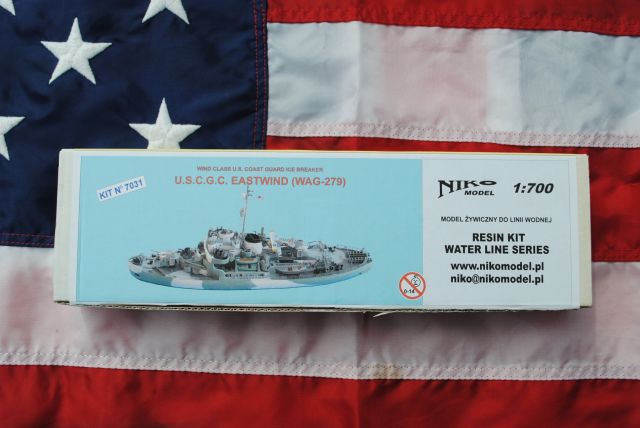 WIND CLASS U.S. COAST GUARD ICE BREAKER
U.S.C.G.C. EASTWIND (WAG-279)
KIT Nº 7031
0-14
NIKO
MODEL
1:700
MODEL ŻYWICZNY DO LINII WODNEJ
RESIN KIT
WATER LINE SERIES
www.nikomodel.pl
niko@nikomodel.pl